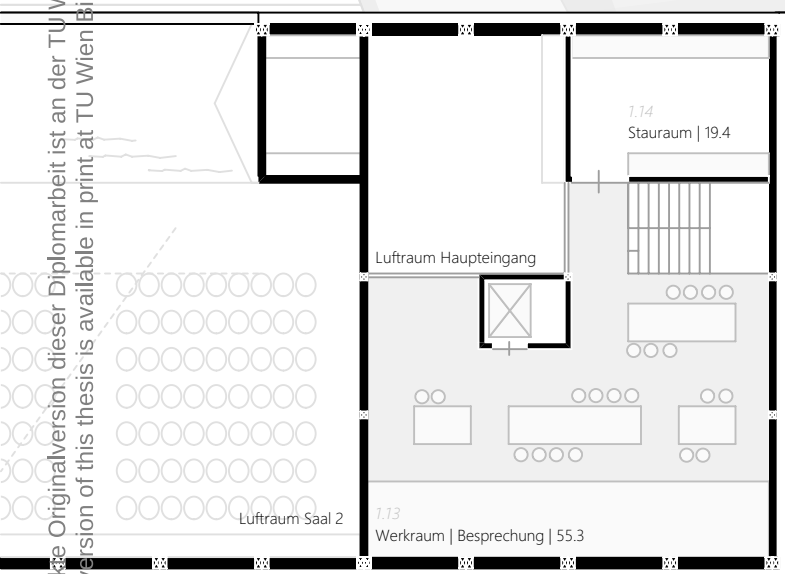 kte Originalversion dieser Diplomarbeit ist an der TU W
version of this thesis is available in print at TU Wien Bi
1.14
Stauraum | 19.4
Luftraum Haupteingang
Luftraum Saal 2
1.13
Werkraum | Besprechung | 55.3